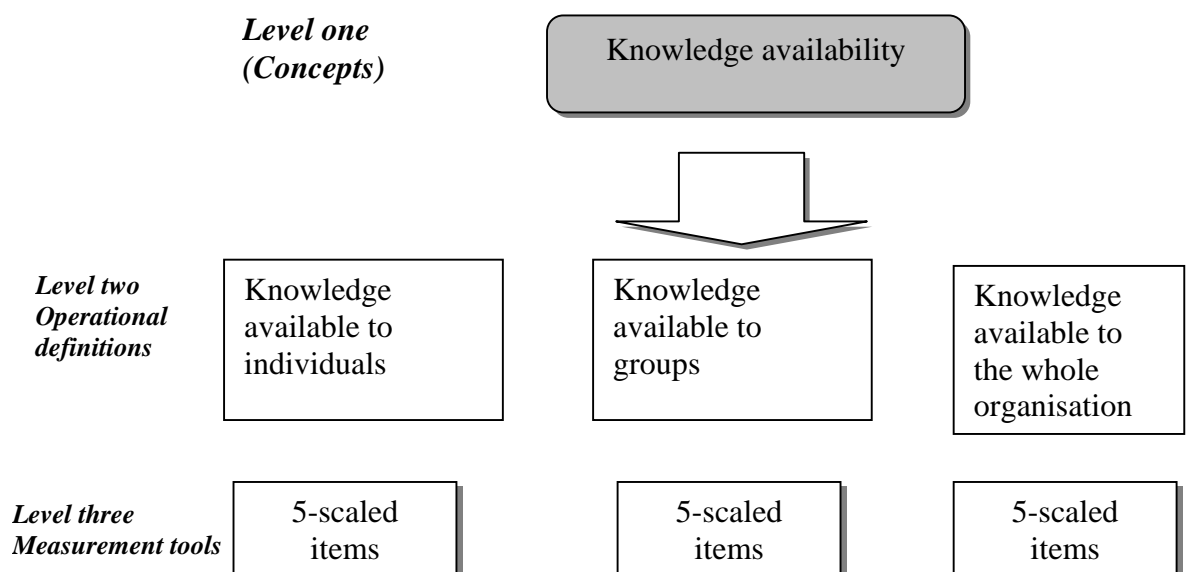 Level one
(Concepts)
Knowledge availability
Level two
Operational
definitions
Knowledge
available to
individuals
Knowledge
available to
groups
Knowledge
available to
the whole
organisation
Level three
Measurement tools
5-scaled
items
5-scaled
items
5-scaled
items